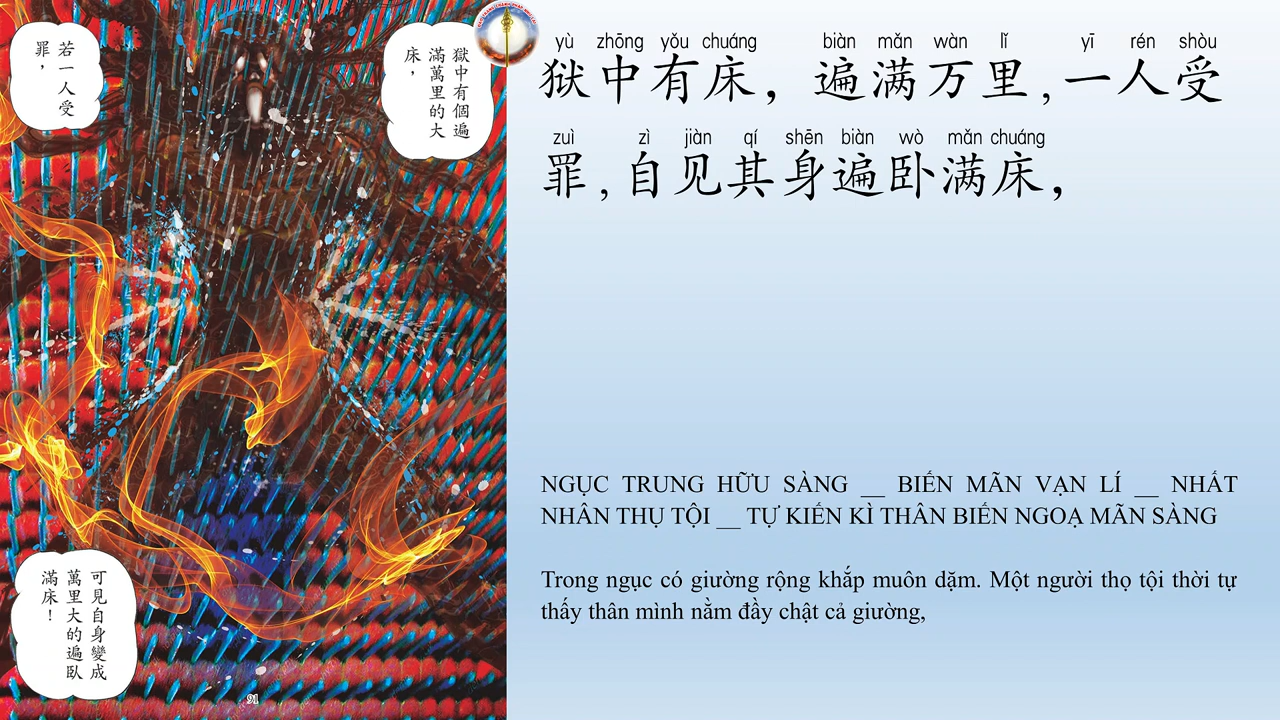 獄中有個遍
滿萬里的大
床，
若一人受
罪，
可見自身變成
萬里大的遍臥
滿床！
91
yù zhōng yǒu chuáng biàn mǎn wàn lǐ yī rén shòu
獄中有床，遍满万里，一人受
zuì zì jiàn qí shēn biàn wò mǎn chuáng
罪，自见其身遍卧满床，
NGỤC TRUNG HỮU SÀNG __ BIẾN MÃN VẠN LÍ __ NHẤT
NHÂN THỤ TỘI __ TỰ KIẾN KÌ THÂN BIẾN NGOẠ MÃN SÀNG
Trong ngục có giường rộng khắp muôn dặm. Một người thọ tội thời tự
thấy thân mình nằm đầy chật cả giường,